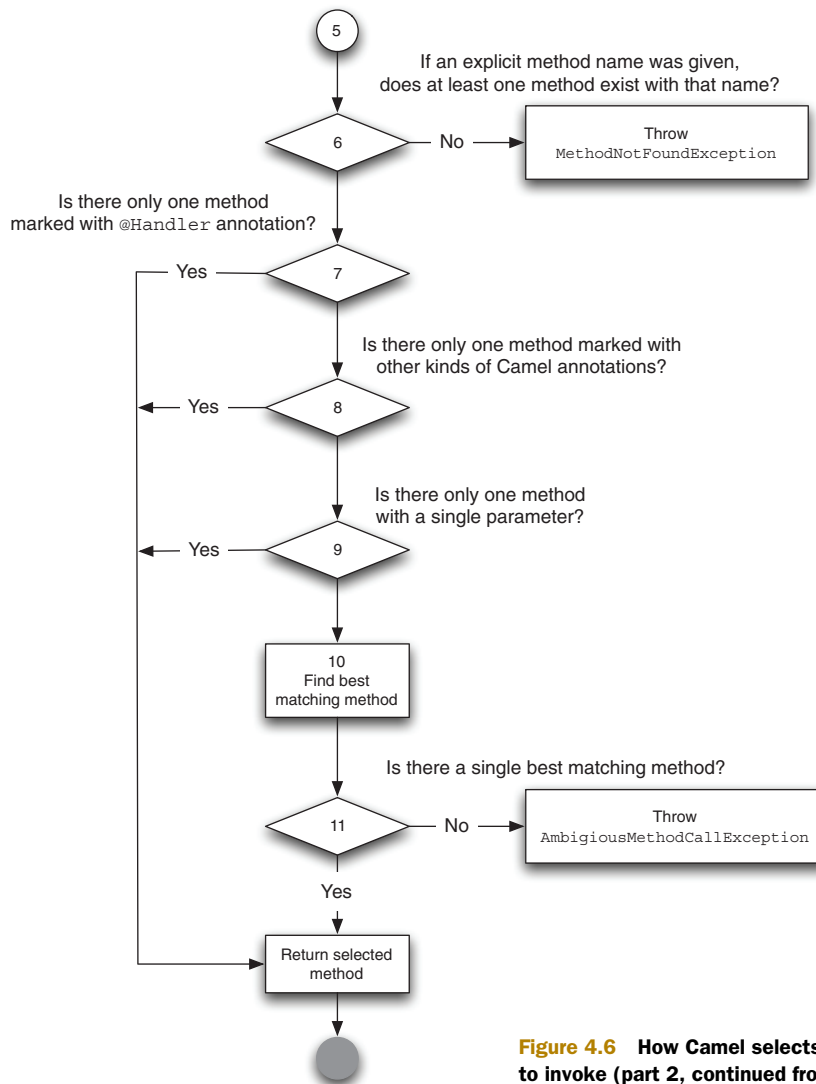 5
If an explicit method name was given,
does at least one method exist with that name?
6
No
Throw
MethodNotFoundException
Is there only one method
marked with @Handler annotation?
Yes
7
Is there only one method marked with
other kinds of Camel annotations?
Yes
8
Is there only one method
with a single parameter?
Yes
9
10
Find best
matching method
Is there a single best matching method?
11
No
Throw
AmbigiousMethodCallException
Yes
Return selected
method
Figure 4.6 How Camel selects
to invoke (part 2, continued fro